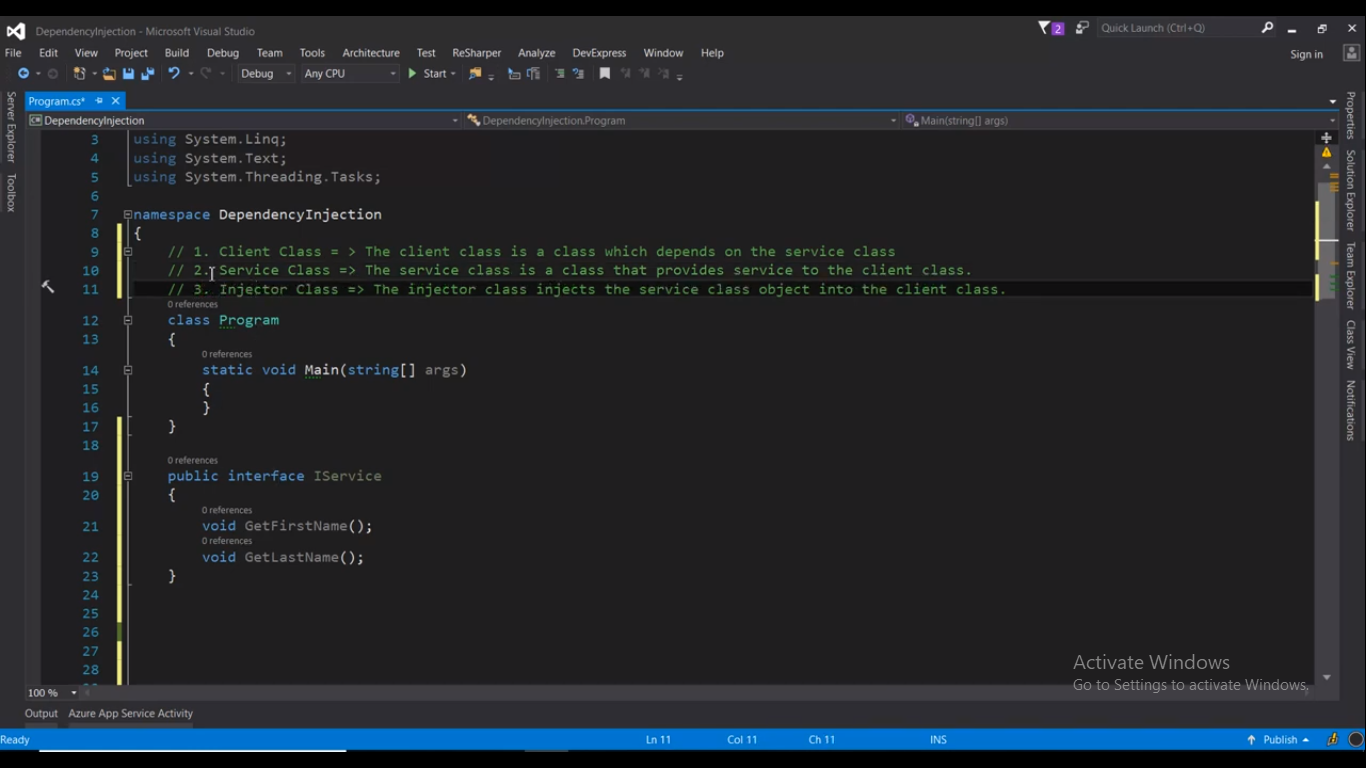 DependencyInjection - Microsoft Visual Studio
2
Quick Launch (Ctrl+Q)
File Edit View Project Build Debug Team Tools Architecture Test ReSharper Analyze DevExpress Window Help
Sign in
Debug Any CPU Start
Program.cs*
DependencyInjection DependencyInjection.Program Main(string[] args)
Server Explorer
Toolbox
Properties
Solution Explorer
Team Explorer
Class View
Notifications
3 using System.Linq;
4 using System.Text;
5 using System.Threading.Tasks;
6
7 namespace DependencyInjection
8 {
9 // 1. Client Class = > The client class is a class which depends on the service class
10 // 2. Service Class => The service class is a class that provides service to the client class.
11 // 3. Injector Class => The injector class injects the service class object into the client class.
0 references
12 class Program
13 {
0 references
14 static void Main(string[] args)
15 {
16 }
17 }
18
0 references
19 public interface IService
20 {
0 references
21 void GetFirstName();
0 references
22 void GetLastName();
23 }
24
25
26
27
28
Activate Windows
Go to Settings to activate Windows.
100 %
Output Azure App Service Activity
Ready Ln 11 Col 11 Ch 11 INS Publish